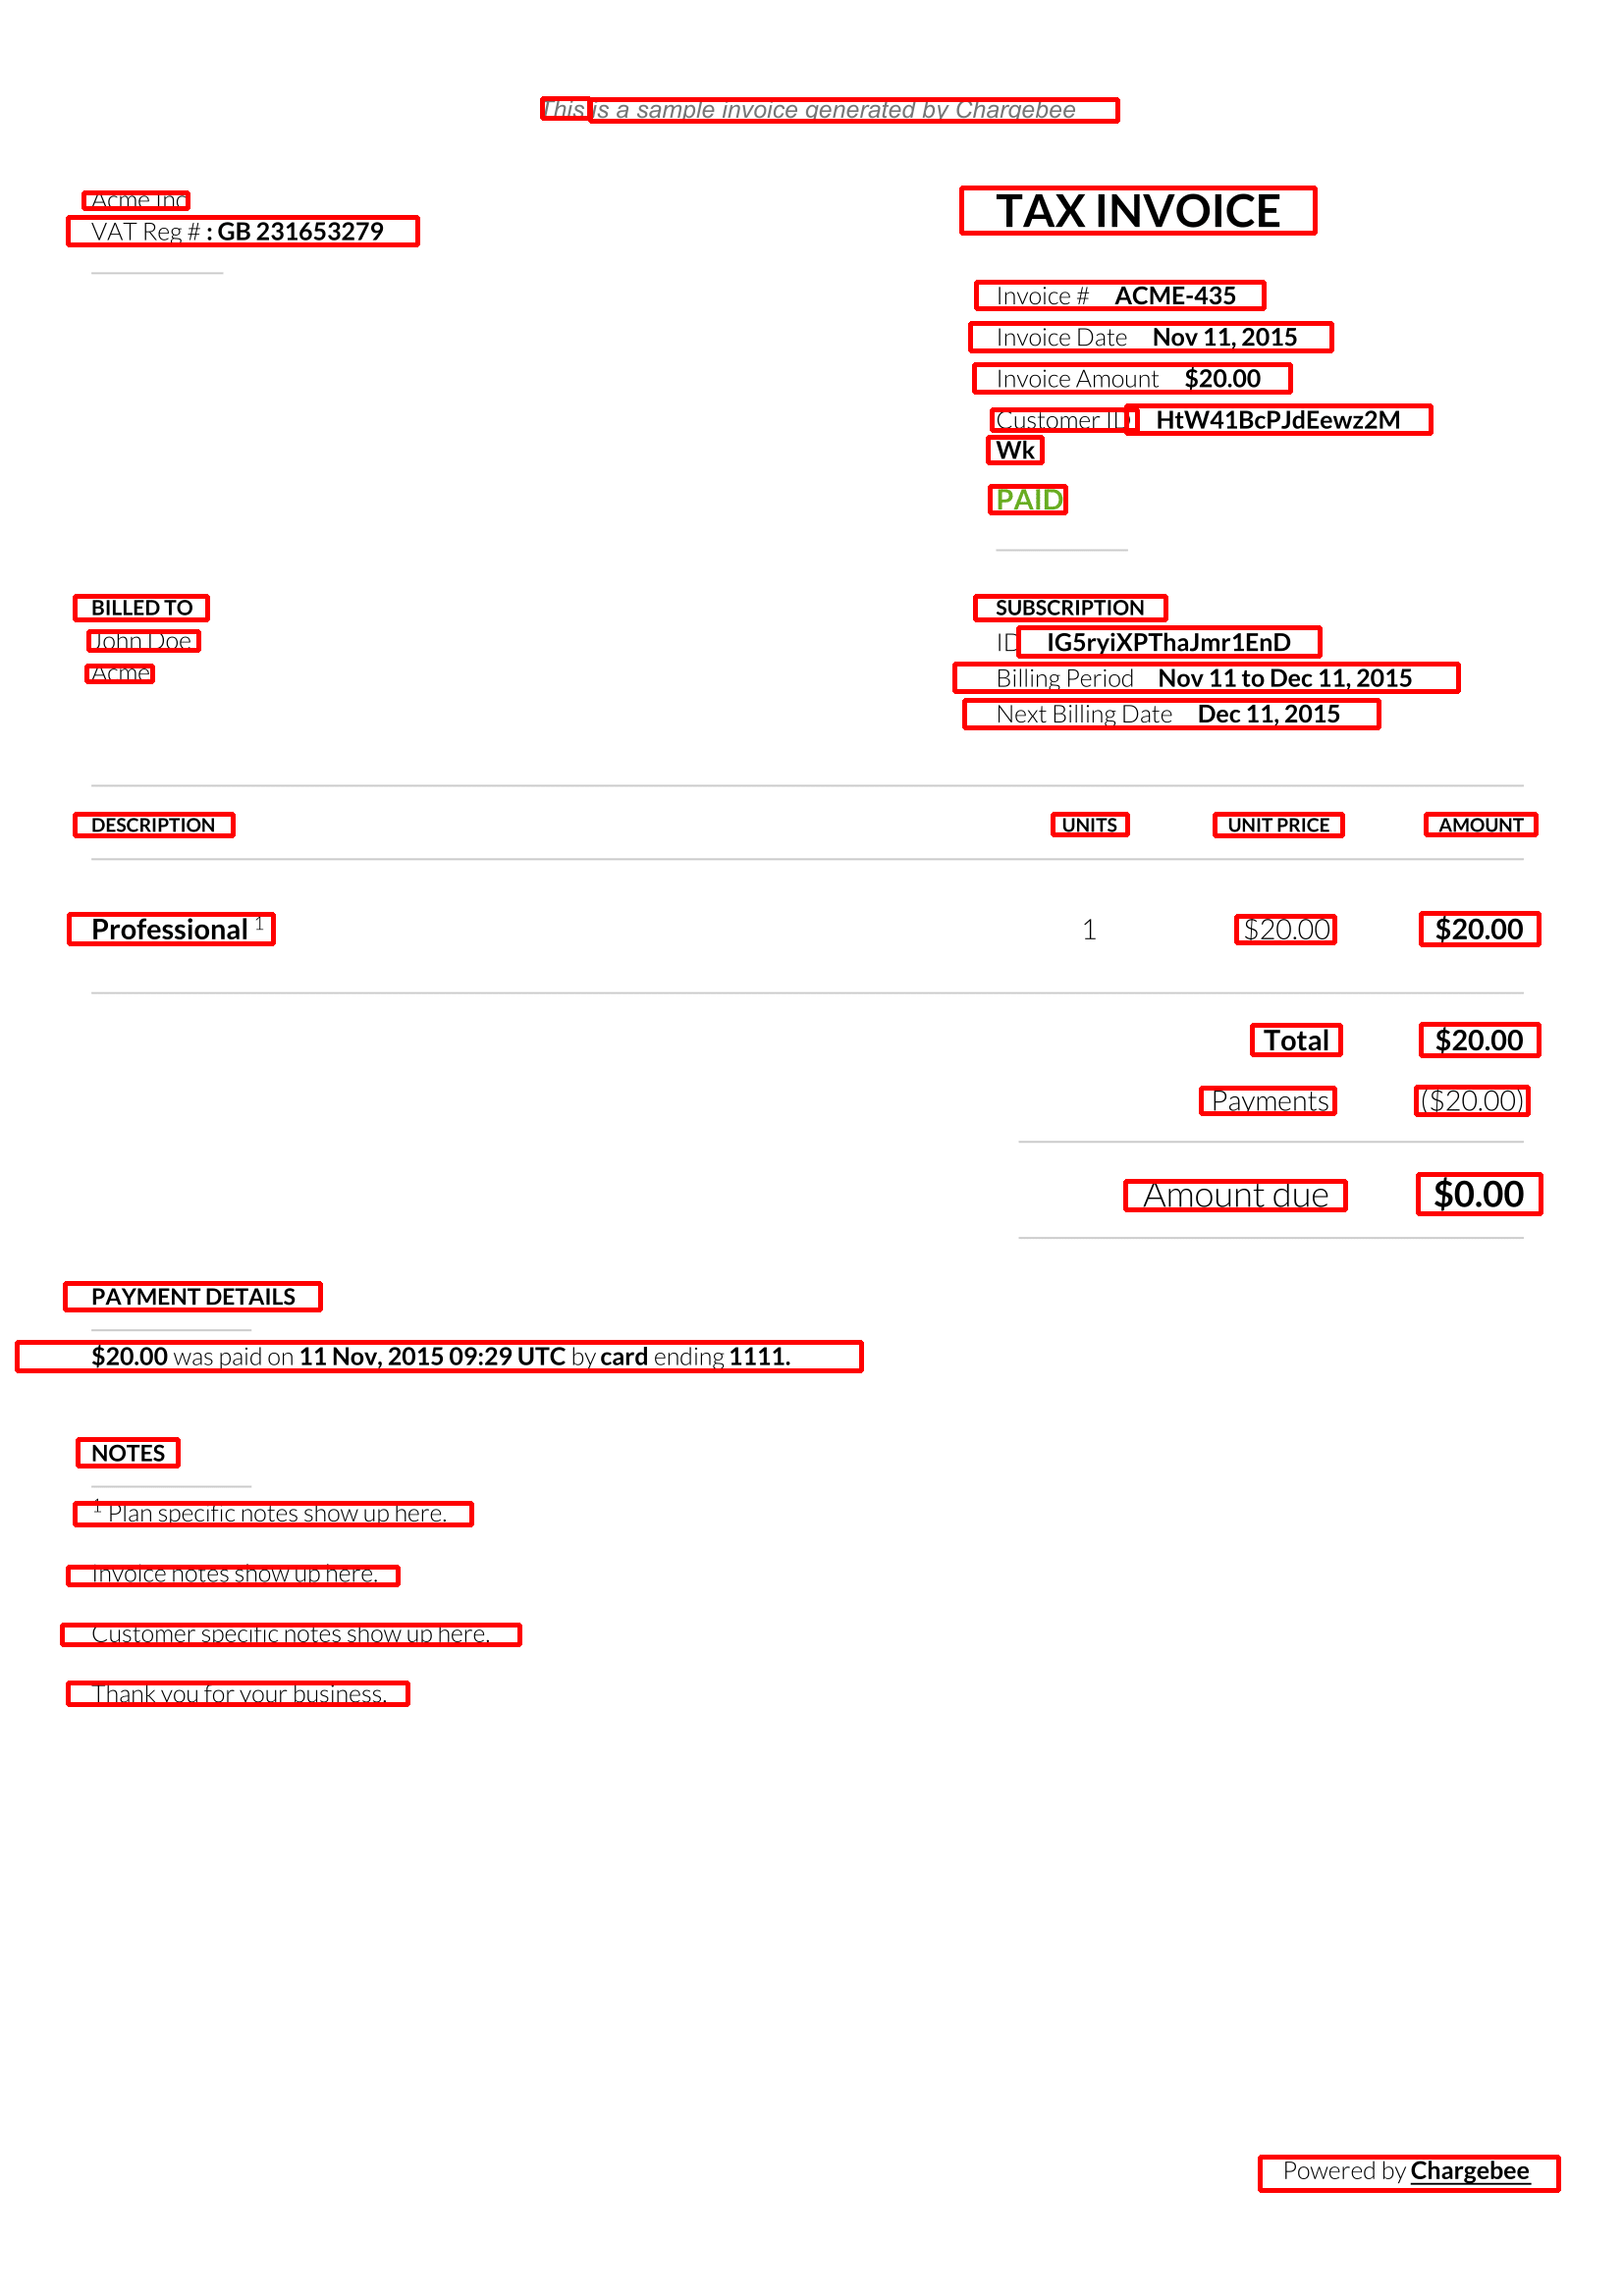 This is a sample invoice generated by Chargebee
Acme Inc
VAT Reg # : GB 231653279
TAX INVOICE
Invoice # ACME-435
Invoice Date Nov 11, 2015
Invoice Amount $20.00
Customer ID HtW41BcPJdEewz2M
Wk
PAID
BILLED TO
John Doe
Acme
SUBSCRIPTION
ID IG5ryiXPThaJmr1EnD
Billing Period Nov 11 to Dec 11, 2015
Next Billing Date Dec 11, 2015
DESCRIPTION UNITS UNIT PRICE AMOUNT
Professional ¹ 1 $20.00 $20.00
Total $20.00
Payments ($20.00)
Amount due $0.00
PAYMENT DETAILS
$20.00 was paid on 11 Nov, 2015 09:29 UTC by card ending 1111.
NOTES
¹ Plan specific notes show up here.
Invoice notes show up here.
Customer specific notes show up here.
Thank you for your business.
Powered by Chargebee